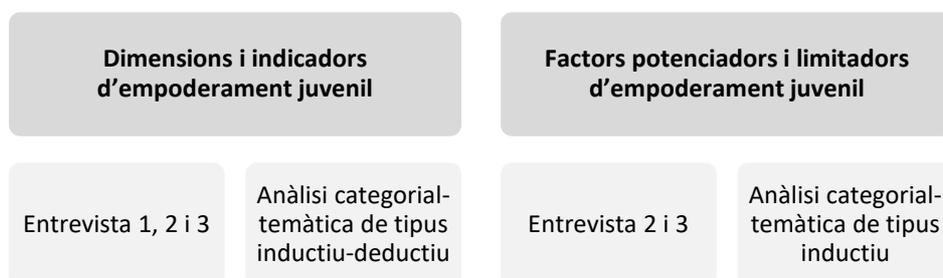 Dimensions i indicadors
d’empoderament juvenil
Factors potenciadors i limitadors
d’empoderament juvenil
Entrevista 1, 2 i 3
Anàlisi categorial-
temàtica de tipus
inductiu-deductiu
Entrevista 2 i 3
Anàlisi categorial-
temàtica de tipus
inductiu